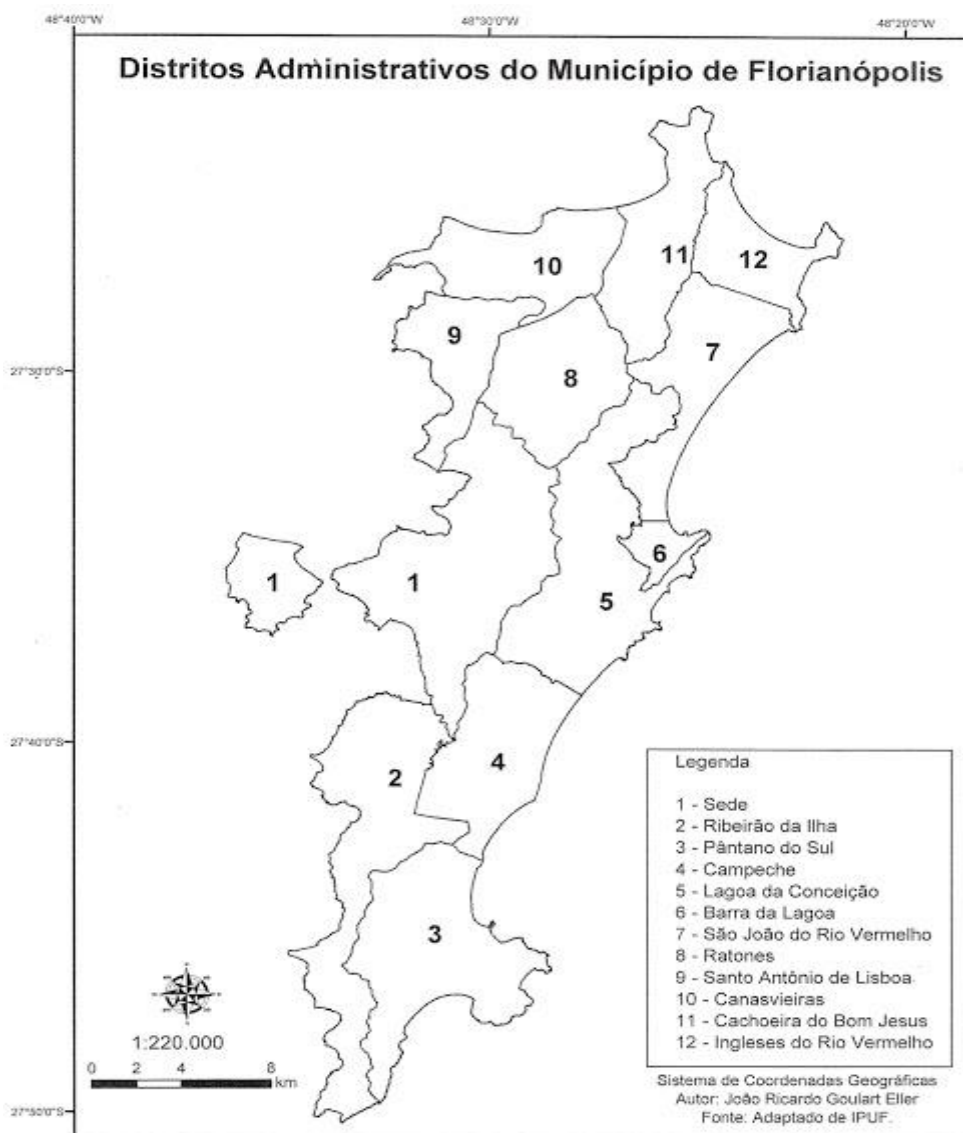 48°40'0"W 48°30'0"W 48°20'0"W
Distritos Administrativos do Município de Florianópolis
10
11
12
9
7
8
27°30'0"S
6
1
1
5
27°40'0"S
2
4
3
Legenda
1 - Sede
2 - Ribeirão da Ilha
3 - Pântano do Sul
4 - Campeche
5 - Lagoa da Conceição
6 - Barra da Lagoa
7 - São João do Rio Vermelho
8 - Ratones
9 - Santo Antônio de Lisboa
10 - Canasvieiras
11 - Cachoeira do Bom Jesus
12 - Ingleses do Rio Vermelho
1:220.000
0 2 4 8
km
Sistema de Coordenadas Geográficas
Autor: João Ricardo Goulart Eller
Fonte: Adaptado de IPUF.
27°50'0"S